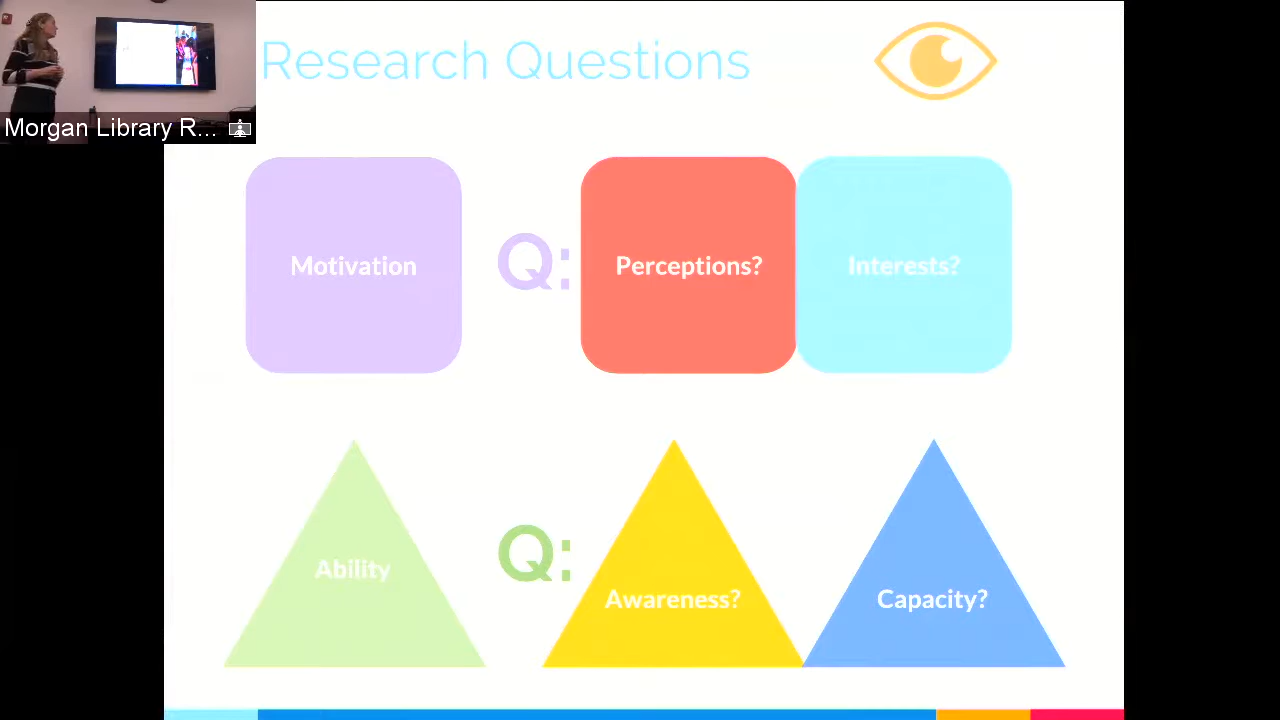 Research Questions
Morgan Library R...
Motivation
Q:
Perceptions?
Interests?
Ability
Q:
Awareness?
Capacity?